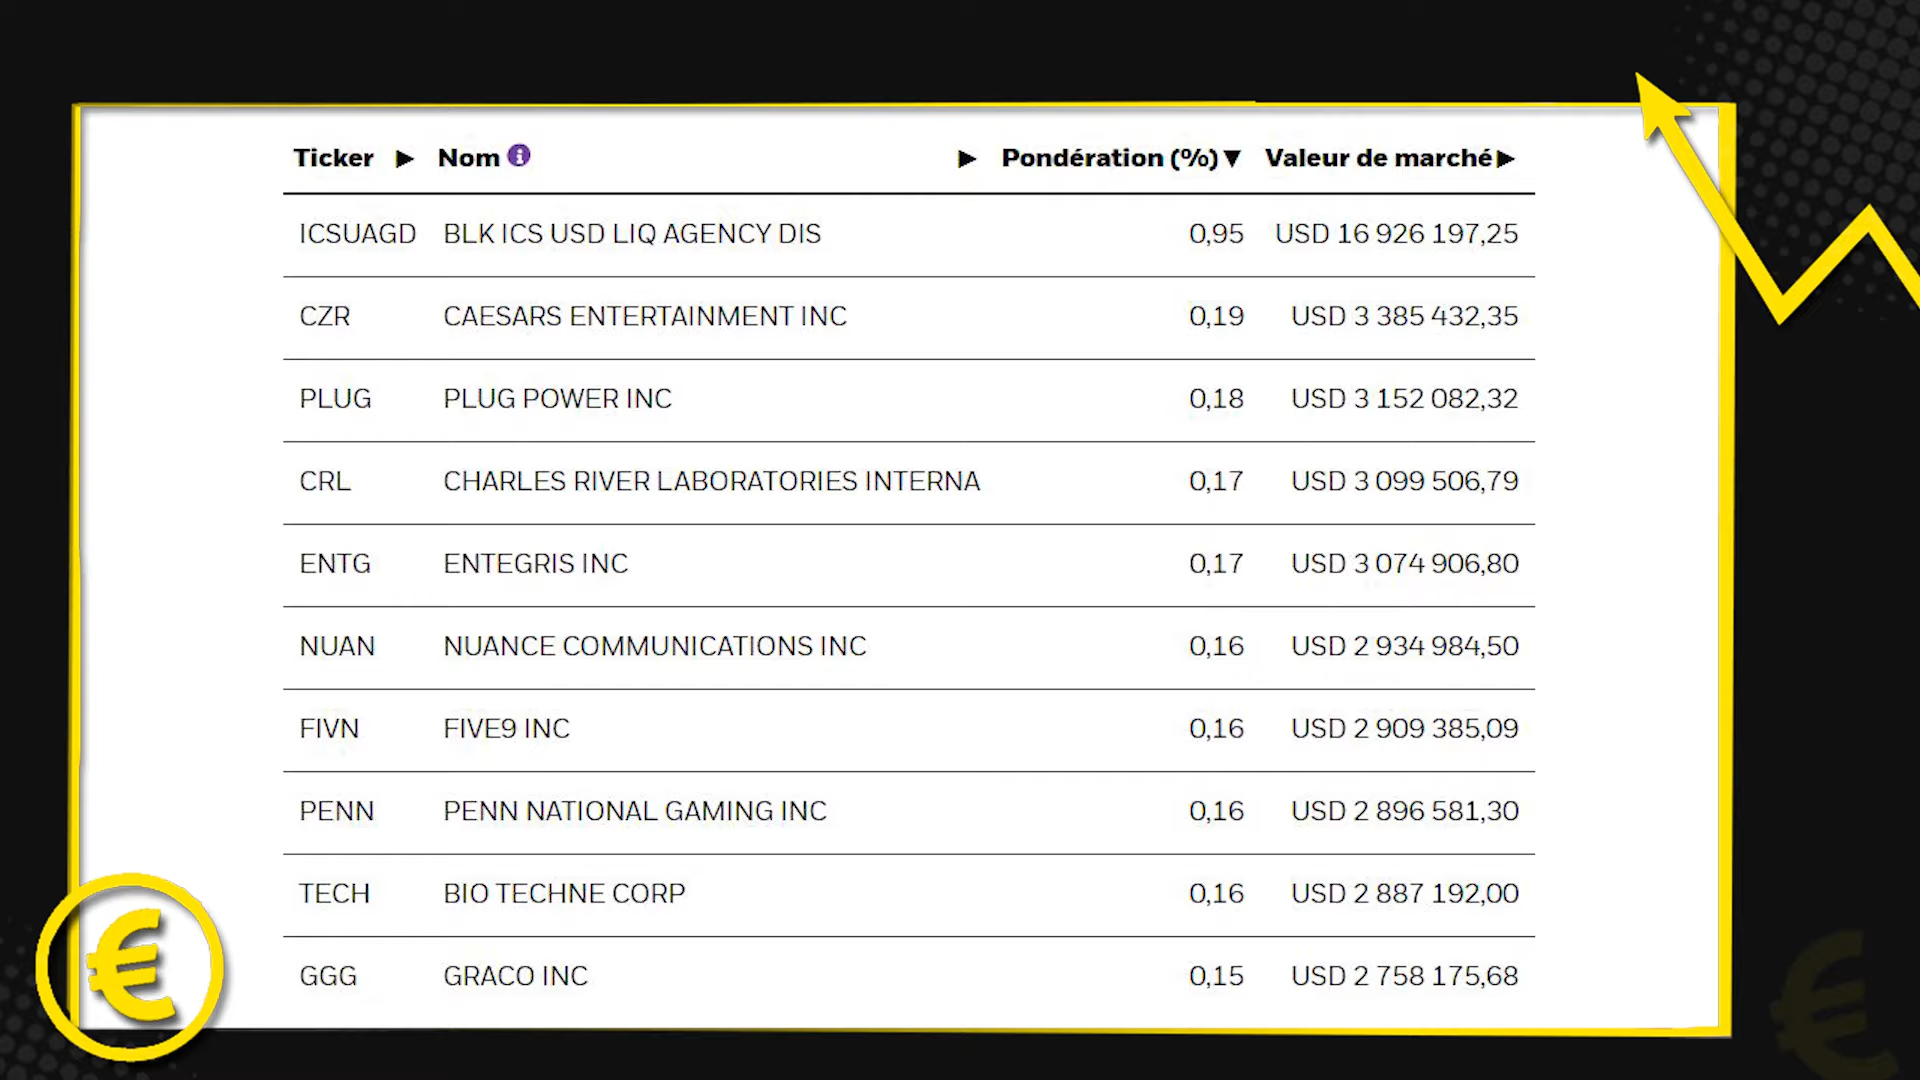 Ticker ▶ Nom ▶ Pondération (%) ▼ Valeur de marché ▶
ICSUAGD BLK ICS USD LIQ AGENCY DIS 0,95 USD 16 926 197,25
CZR CAESARS ENTERTAINMENT INC 0,19 USD 3 385 432,35
PLUG PLUG POWER INC 0,18 USD 3 152 082,32
CRL CHARLES RIVER LABORATORIES INTERNA 0,17 USD 3 099 506,79
ENTG ENTEGRIS INC 0,17 USD 3 074 906,80
NUAN NUANCE COMMUNICATIONS INC 0,16 USD 2 934 984,50
FIVN FIVE9 INC 0,16 USD 2 909 385,09
PENN PENN NATIONAL GAMING INC 0,16 USD 2 896 581,30
TECH BIO TECHNE CORP 0,16 USD 2 887 192,00
GGG GRACO INC 0,15 USD 2 758 175,68
€
€